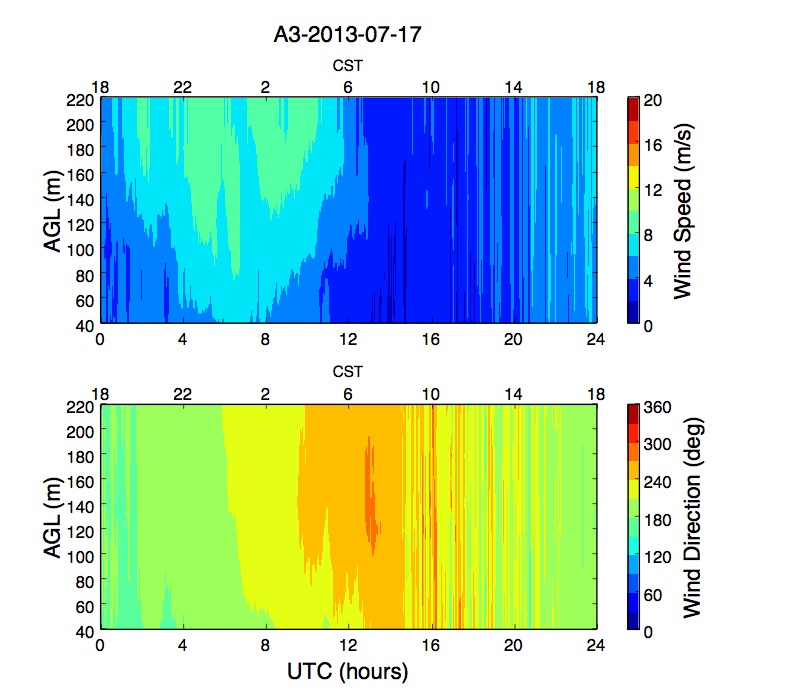 A3-2013-07-17
CST
18 22 2 6 10 14 18
220
200
180
160
140
120
100
80
60
40
AGL (m)
0 4 8 12 16 20 24
20
16
12
8
4
0
Wind Speed (m/s)
CST
18 22 2 6 10 14 18
220
200
180
160
140
120
100
80
60
40
AGL (m)
0 4 8 12 16 20 24
UTC (hours)
360
300
240
180
120
60
0
Wind Direction (deg)